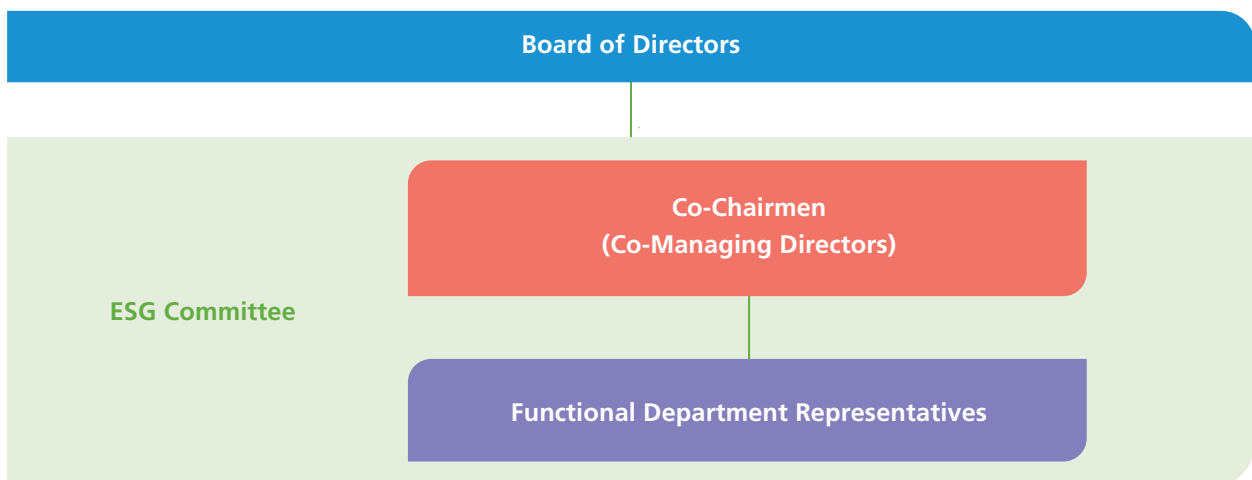 Board of Directors
Co-Chairmen
(Co-Managing Directors)
ESG Committee
Functional Department Representatives